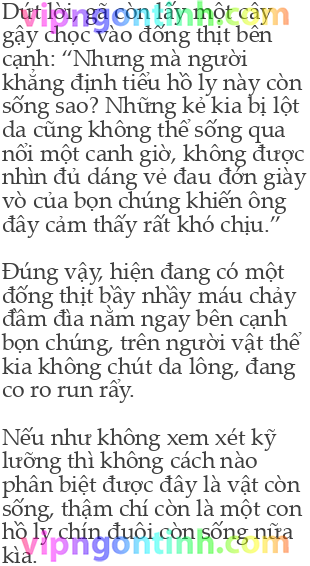 Dứt lời, gã còn lấy một cây
gậy chọc vào đống thịt bên
cạnh: “Nhưng mà người
khẳng định tiểu hồ ly này còn
sống sao? Những kẻ kia bị lột
da cũng không thể sống qua
nổi một canh giờ, không được
nhìn đủ dáng vẻ đau đớn giày
vò của bọn chúng khiến ông
đây cảm thấy rất khó chịu.”
Đúng vậy, hiện đang có một
đống thịt bầy nhầy máu chảy
đầm đìa nằm ngay bên cạnh
bọn chúng, trên người vật thể
kia không chút da lông, đang
co ro run rẩy.
Nếu như không xem xét kỹ
lưỡng thì không cách nào
phân biệt được đây là vật còn
sống, thậm chí còn là một con
hồ ly chín đuôi còn sống nữa
kìa.
vipngontinh.com
vipngontinh.com